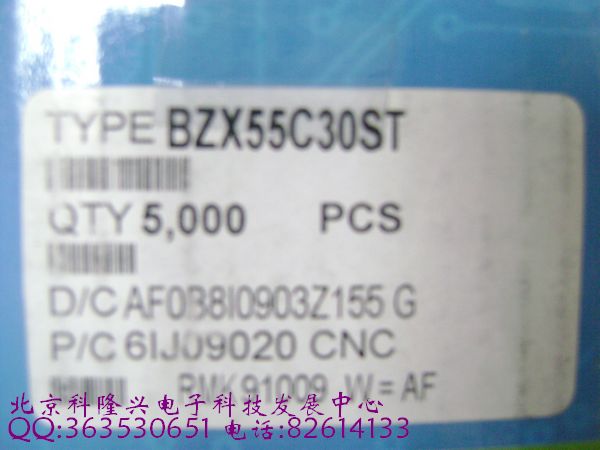 TYPE BZX55C30ST
QTY 5,000 PCS
D/C AF0B8I0903Z155 G
P/C 6IJ09020 CNC
RMK 91009 W = AF
北京科隆兴电子科技发展中心
QQ:363530651 电话:82614133